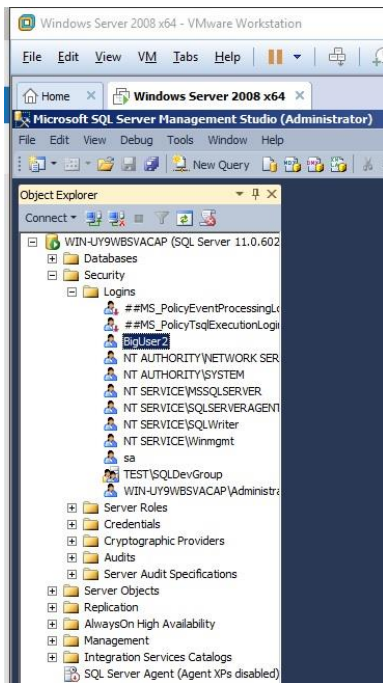 Windows Server 2008 x64 - VMware Workstation
File Edit View VM Tabs Help
Home Windows Server 2008 x64
Microsoft SQL Server Management Studio (Administrator)
File Edit View Debug Tools Window Help
New Query
Object Explorer
Connect
WIN-UY9WBSVACAP (SQL Server 11.0.602
Databases
Security
Logins
##MS_PolicyEventProcessingLo
##MS_PolicyTsqlExecutionLogi
BigUser2
NT AUTHORITY\NETWORK SER
NT AUTHORITY\SYSTEM
NT SERVICE\MSSQLSERVER
NT SERVICE\SQLSERVERAGENT
NT SERVICE\SQLWriter
NT SERVICE\Winmgmt
sa
TEST\SQLDevGroup
WIN-UY9WBSVACAP\Administra
Server Roles
Credentials
Cryptographic Providers
Audits
Server Audit Specifications
Server Objects
Replication
AlwaysOn High Availability
Management
Integration Services Catalogs
SQL Server Agent (Agent XPs disabled)